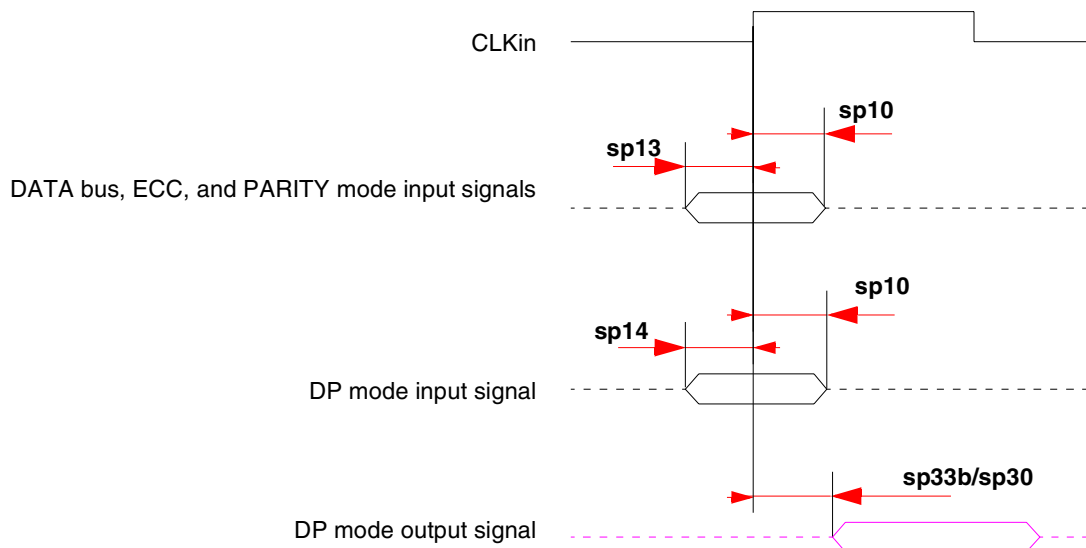 CLKin
sp10
sp13
DATA bus, ECC, and PARITY mode input signals
sp10
sp14
DP mode input signal
sp33b/sp30
DP mode output signal